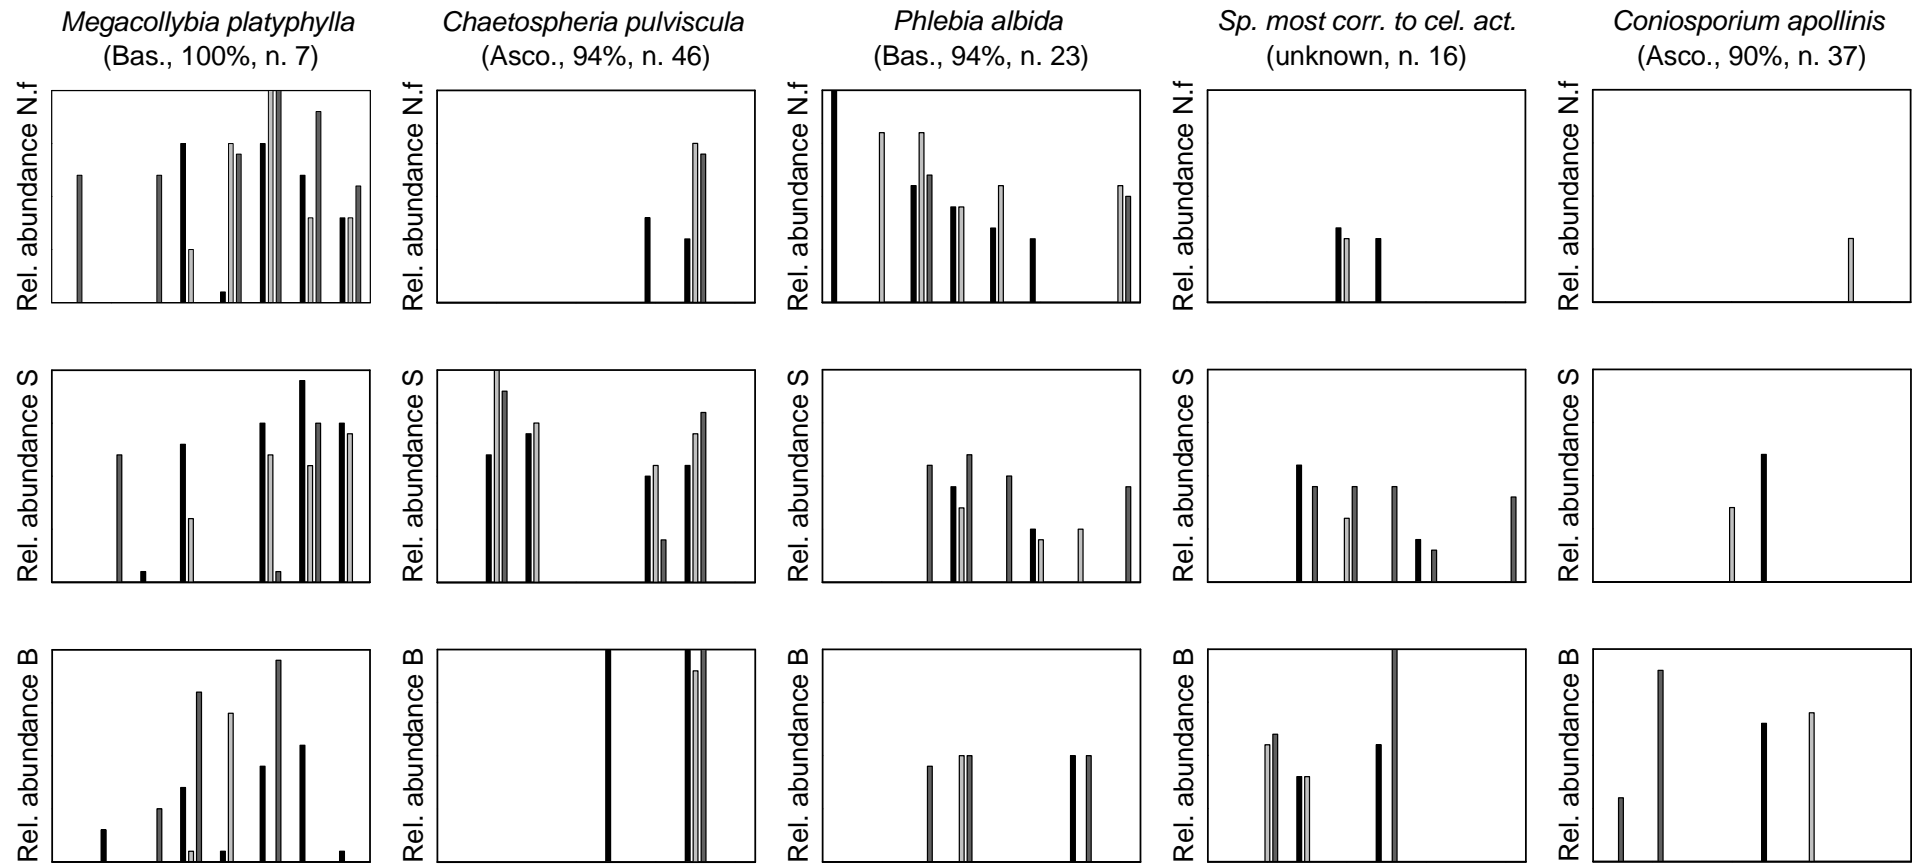 Megacollybia platyphylla
(Bas., 100%, n. 7)
Chaetospheria pulviscula
(Asco., 94%, n. 46)
Phlebia albida
(Bas., 94%, n. 23)
Sp. most corr. to cel. act.
(unknown, n. 16)
Coniosporium apollinis
(Asco., 90%, n. 37)
Rel. abundance N.f
Rel. abundance N.f
Rel. abundance N.f
Rel. abundance N.f
Rel. abundance N.f
Rel. abundance S
Rel. abundance S
Rel. abundance S
Rel. abundance S
Rel. abundance S
Rel. abundance B
Rel. abundance B
Rel. abundance B
Rel. abundance B
Rel. abundance B